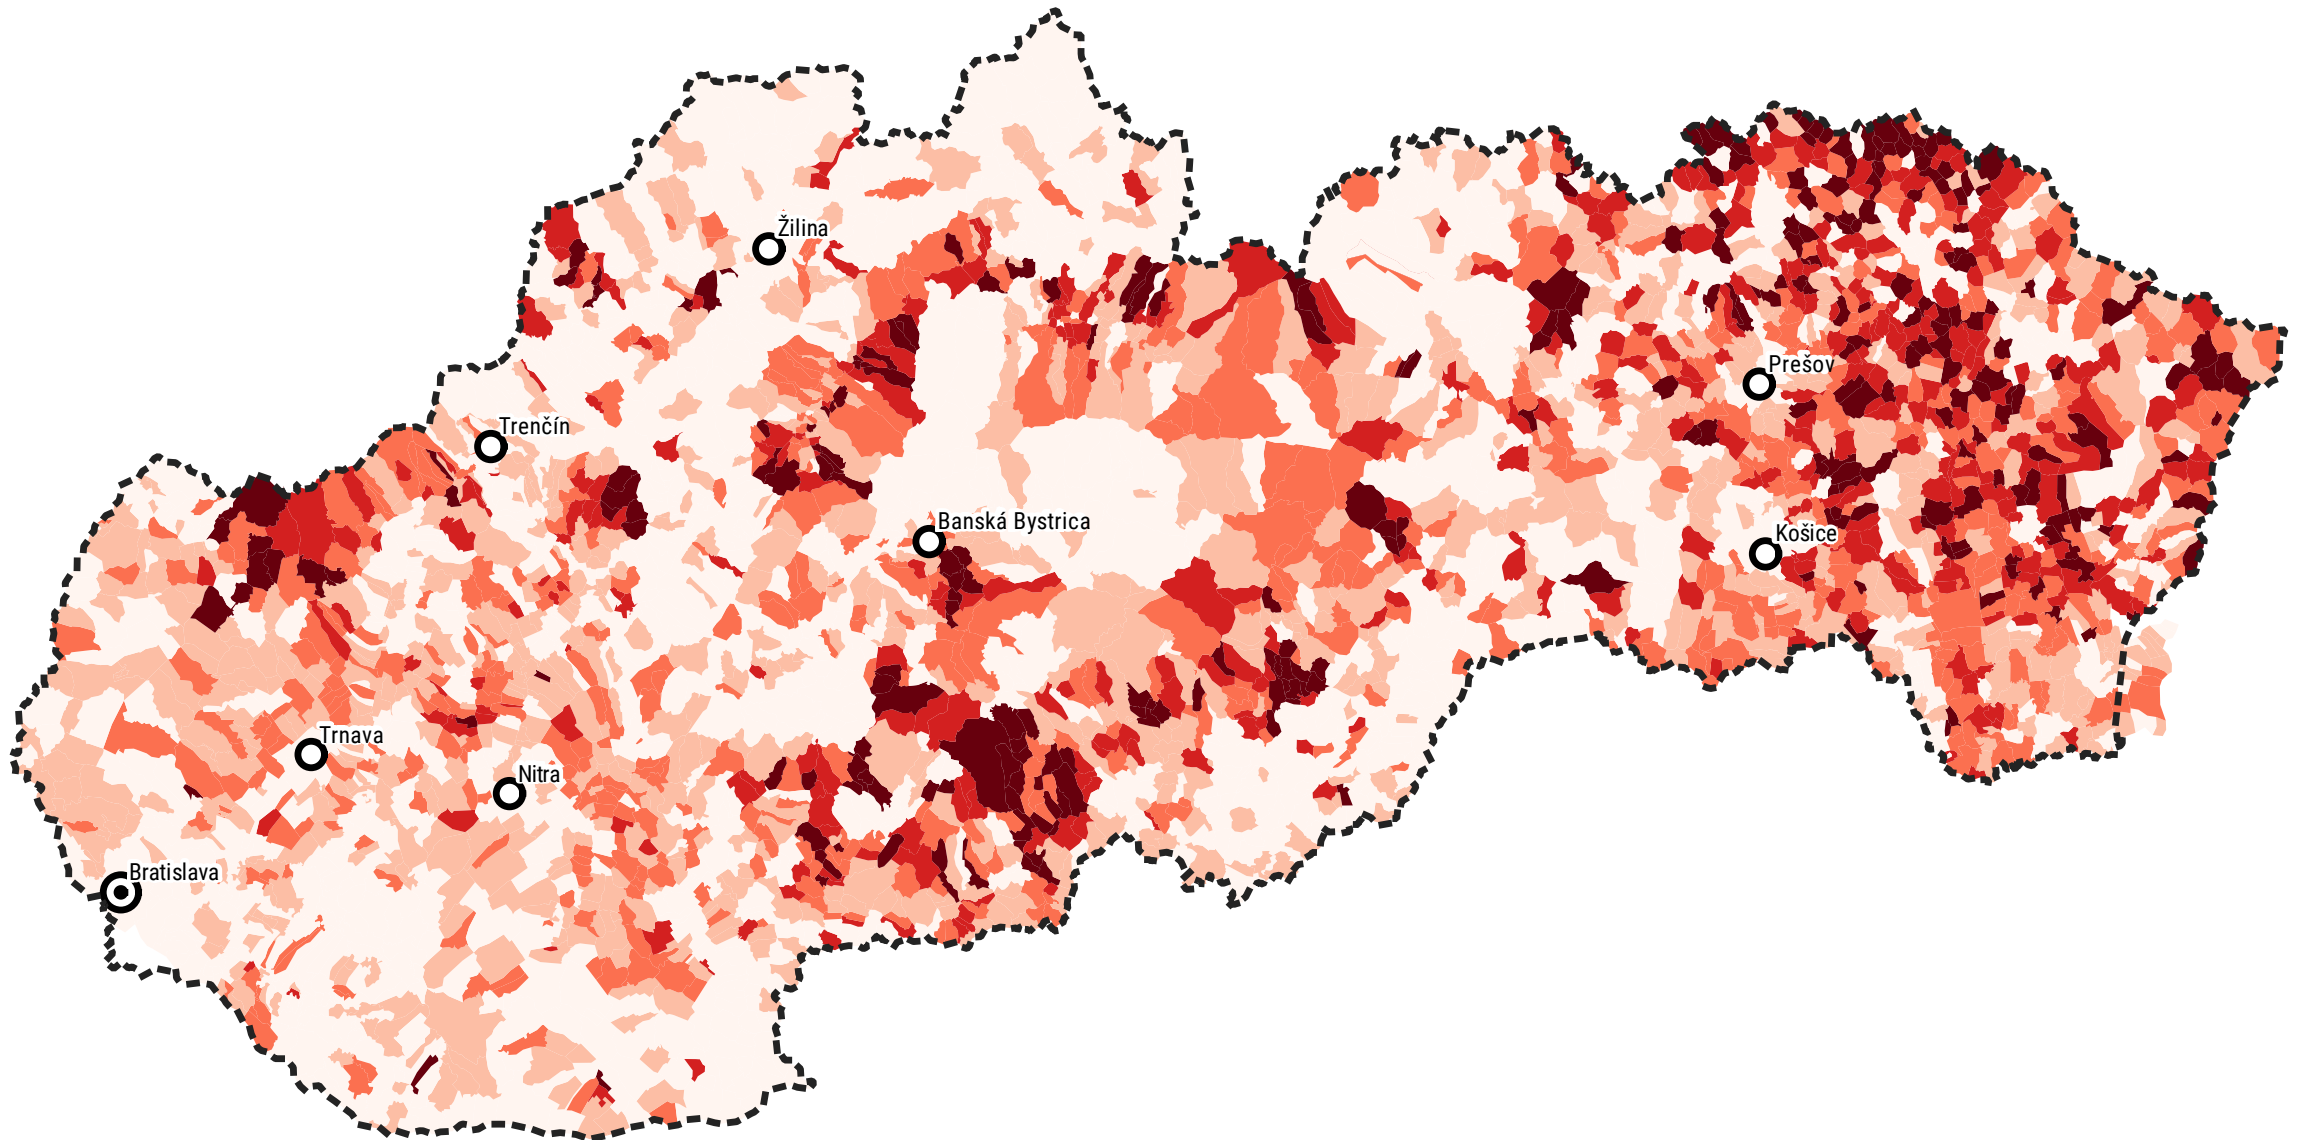 Žilina
Prešov
Trenčín
Banská Bystrica
Košice
Trnava
Nitra
Bratislava